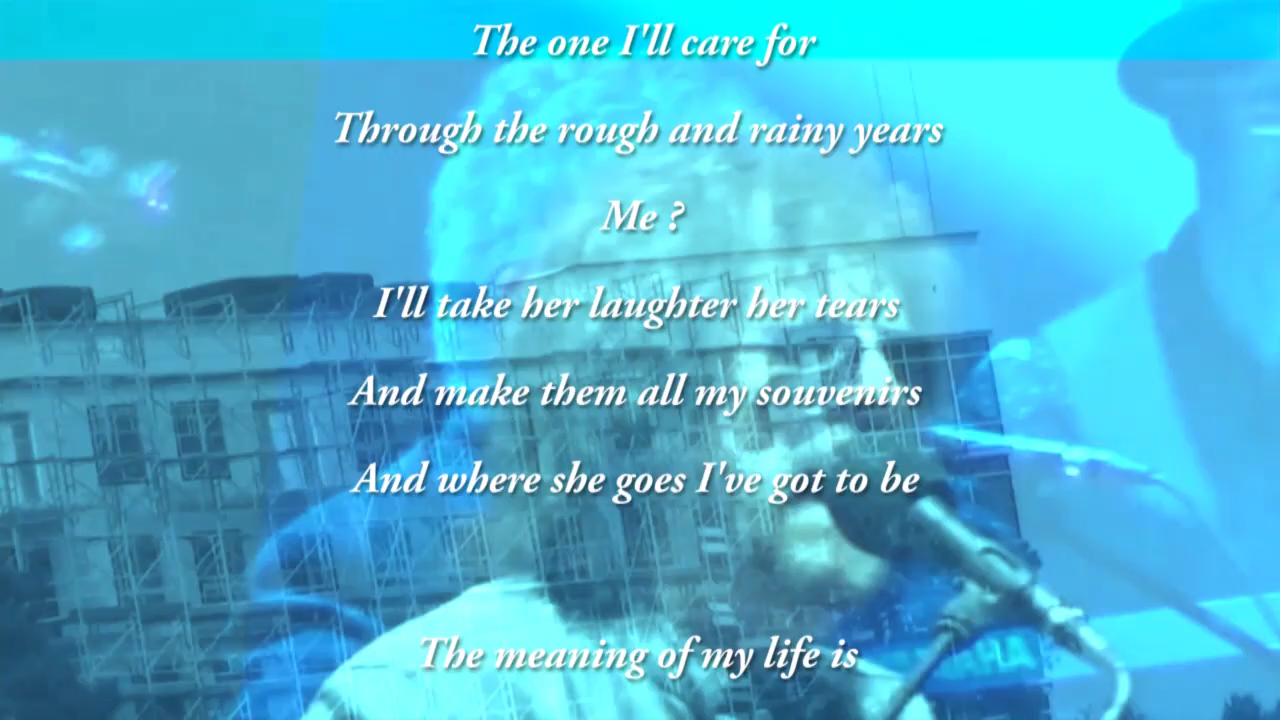 The one I'll care for
Through the rough and rainy years
Me ?
I'll take her laughter her tears
And make them all my souvenirs
And where she goes I've got to be
The meaning of my life is